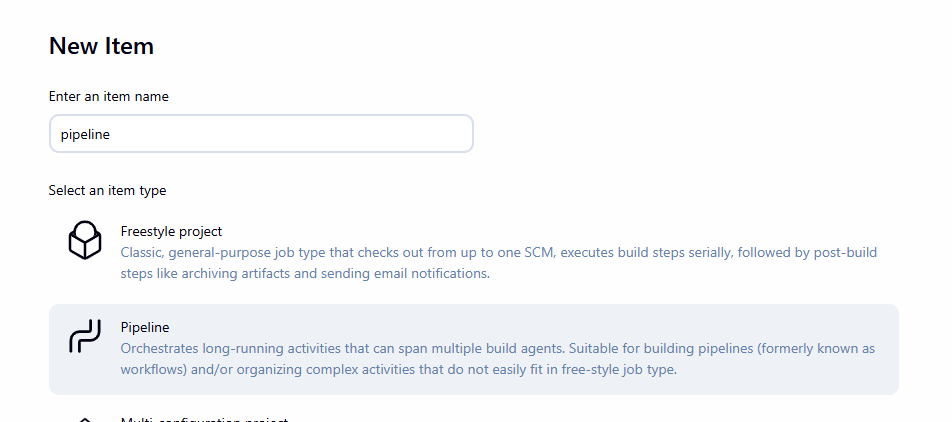 New Item
Enter an item name
pipeline
Select an item type
Freestyle project
Classic, general-purpose job type that checks out from up to one SCM, executes build steps serially, followed by post-build
steps like archiving artifacts and sending email notifications.
Pipeline
Orchestrates long-running activities that can span multiple build agents. Suitable for building pipelines (formerly known as
workflows) and/or organizing complex activities that do not easily fit in free-style job type.
Multi-configuration project